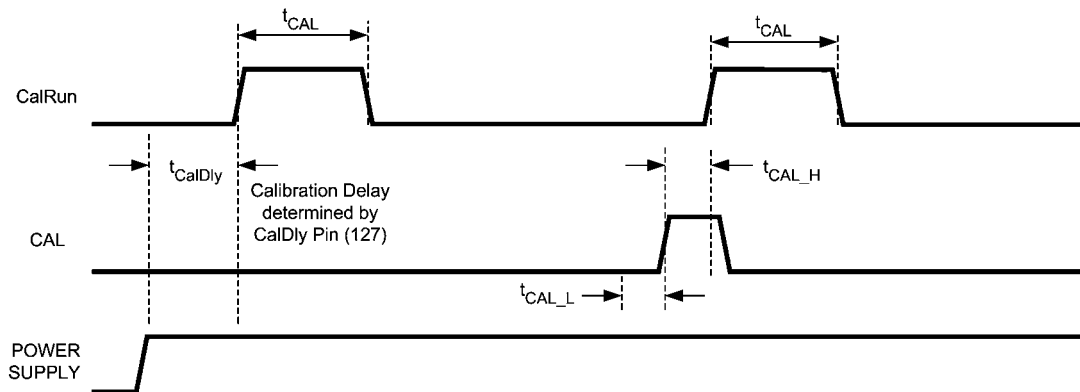 tCAL
tCAL
CalRun
tCalDly
tCAL_H
Calibration Delay
determined by
CalDly Pin (127)
CAL
tCAL_L
POWER
SUPPLY